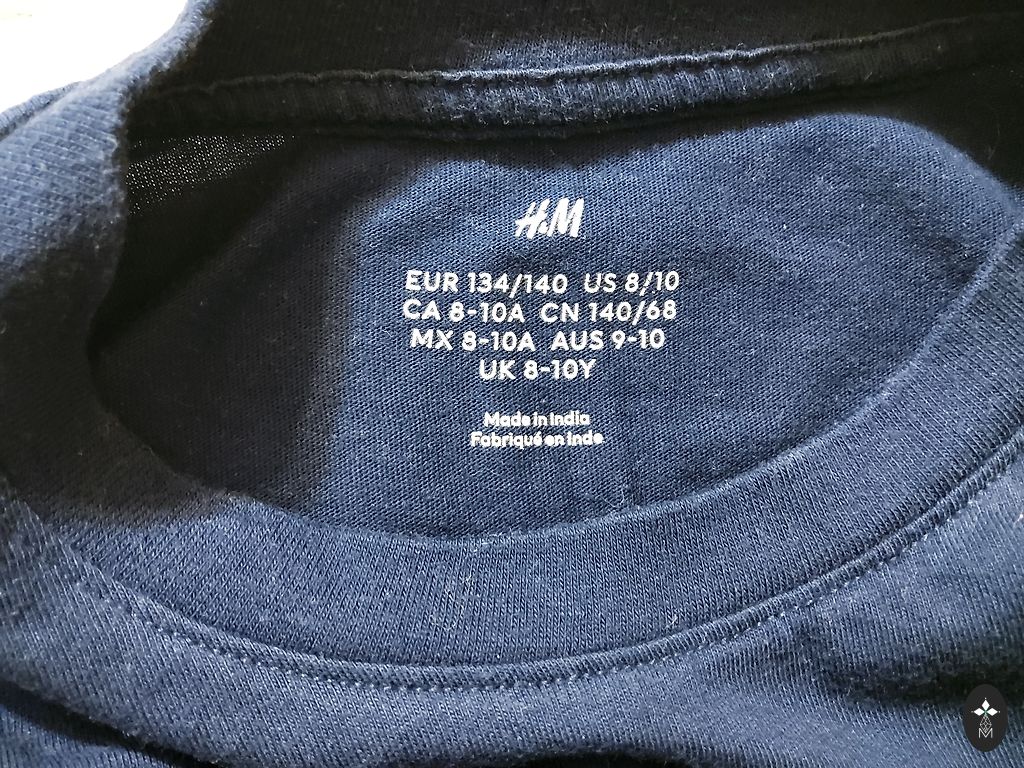 H&M
EUR 134/140 US 8/10
CA 8-10A CN 140/68
MX 8-10A AUS 9-10
UK 8-10Y
Made in India
Fabriqué en Inde
M